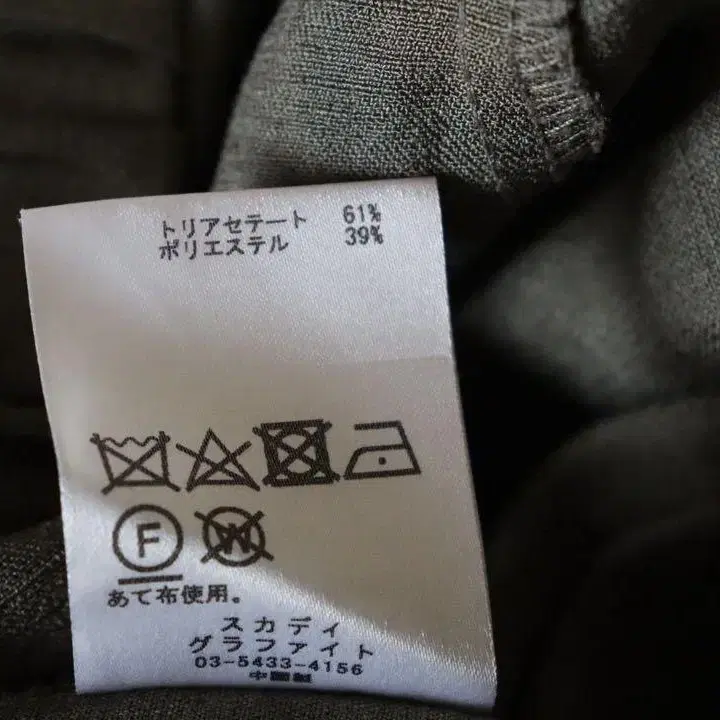 トリアセテート 61%
ポリエステル 39%
F W
あて布使用。
スカディ
グラファイト
03-5433-4156
中国製